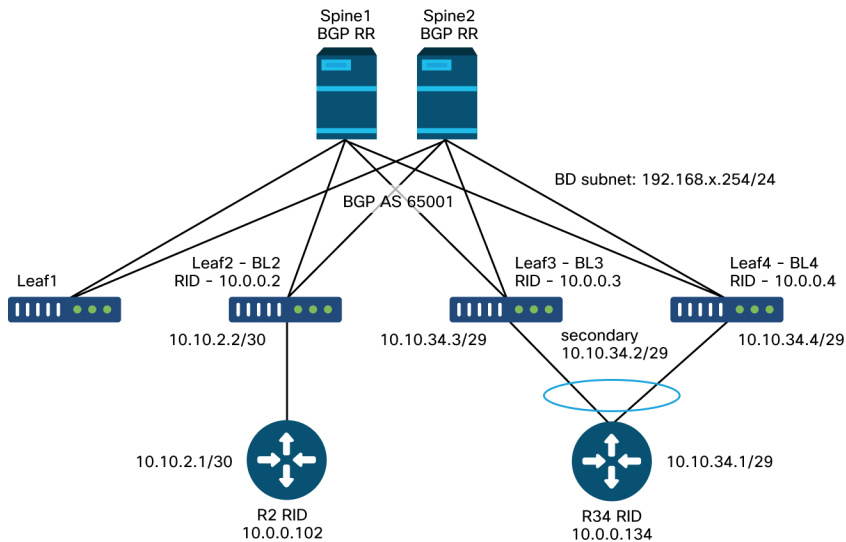 Spine1
BGP RR
Spine2
BGP RR
BD subnet: 192.168.x.254/24
BGP AS 65001
Leaf1
Leaf2 - BL2
RID - 10.0.0.2
Leaf3 - BL3
RID - 10.0.0.3
Leaf4 - BL4
RID - 10.0.0.4
10.10.2.2/30
10.10.34.3/29
secondary
10.10.34.2/29
10.10.34.4/29
10.10.2.1/30
10.10.34.1/29
R2 RID
10.0.0.102
R34 RID
10.0.0.134